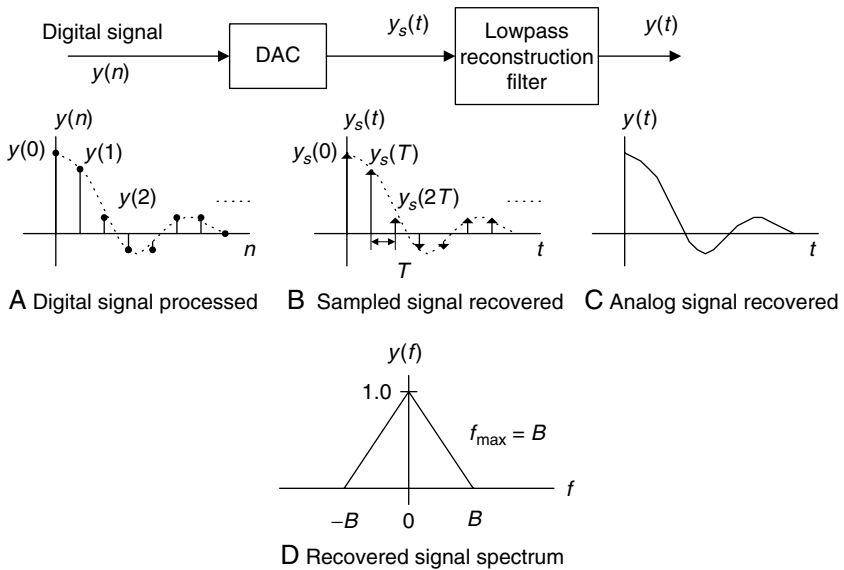 Digital signal
y(n)
DAC
y_s(t)
Lowpass
reconstruction
filter
y(t)
y(n)
y(0)
y(1)
y(2)
n
A Digital signal processed
y_s(t)
y_s(0)
y_s(T)
y_s(2T)
T
t
B Sampled signal recovered
y(t)
t
C Analog signal recovered
y(f)
1.0
f_max = B
f
−B 0 B
D Recovered signal spectrum